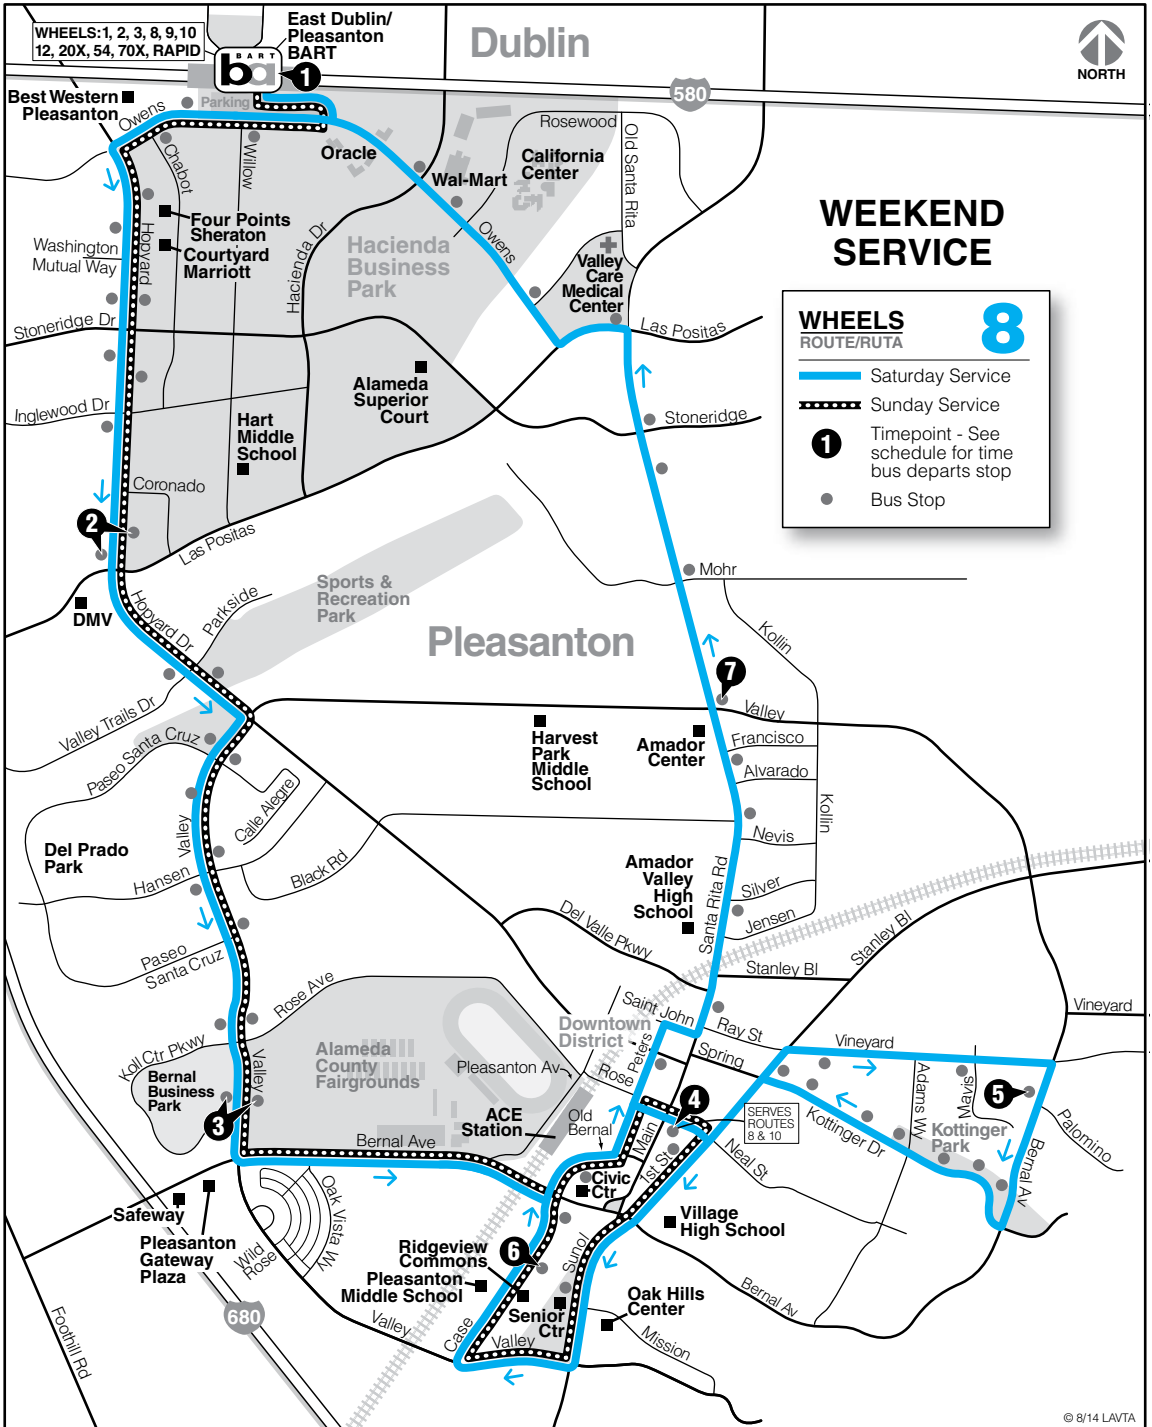 WHEELS: 1, 2, 3, 8, 9,10
12, 20X, 54, 70X, RAPID
East Dublin/
Pleasanton
BART
BART
ba
1
Dublin
NORTH
580
Best Western
Pleasanton
Parking
Owens
Oracle
Wal-Mart
California
Center
Rosewood
Old Santa Rita
Chabot
Willow
Hopyard
Four Points
Sheraton
Courtyard
Marriott
Washington
Mutual Way
Hacienda Dr
Hacienda
Business
Park
Owens
Valley
Care
Medical
Center
WEEKEND
SERVICE
WHEELS
ROUTE/RUTA
8
Saturday Service
Sunday Service
1
Timepoint - See
schedule for time
bus departs stop
Bus Stop
Stoneridge Dr
Las Positas
Alameda
Superior
Court
Inglewood Dr
Hart
Middle
School
Stoneridge
Coronado
2
Las Positas
DMV
Hopyard Dr
Parkside
Sports &
Recreation
Park
Mohr
Pleasanton
Kollin
7
Valley
Valley Trails Dr
Paseo Santa Cruz
Harvest
Park
Middle
School
Amador
Center
Francisco
Alvarado
Kollin
Calle Alegre
Valley
Nevis
Del Prado
Park
Hansen
Black Rd
Amador
Valley
High
School
Santa Rita Rd
Silver
Jensen
Del Valle Pkwy
Stanley Bl
Stanley Bl
Paseo
Santa Cruz
Rose Ave
Saint John
Ray St
Vineyard
Vineyard
Downtown
District
Peters
Spring
Koll Ctr Pkwy
Valley
Alameda
County
Fairgrounds
Pleasanton Av
Rose
Bernal
Business
Park
3
ACE
Station
Old
Bernal
4
SERVES
ROUTES
8 & 10
Adams Wy
Mavis
5
Palomino
Kottinger Dr
Kottinger
Park
Bernal Av
Bernal Ave
Main
1st St
Neal St
Civic
Ctr
Safeway
Pleasanton
Gateway
Plaza
Wild
Rose
Oak Vista Wy
Ridgeview
Commons
6
Pleasanton
Middle School
Sunol
Village
High School
Senior
Ctr
Oak Hills
Center
Bernal Av
680
Foothill Rd
Valley
Case
Valley
Mission
© 8/14 LAVTA